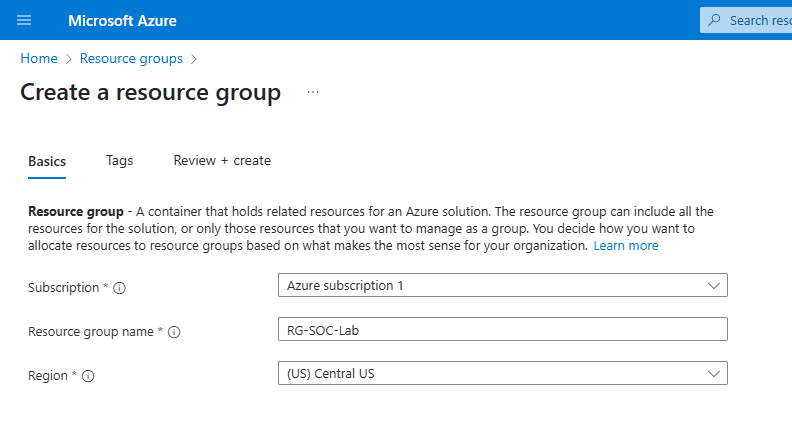 Microsoft Azure
Search reso
Home > Resource groups >
Create a resource group ...
Basics Tags Review + create
Resource group - A container that holds related resources for an Azure solution. The resource group can include all the
resources for the solution, or only those resources that you want to manage as a group. You decide how you want to
allocate resources to resource groups based on what makes the most sense for your organization. Learn more
Subscription * Azure subscription 1
Resource group name * RG-SOC-Lab
Region * (US) Central US